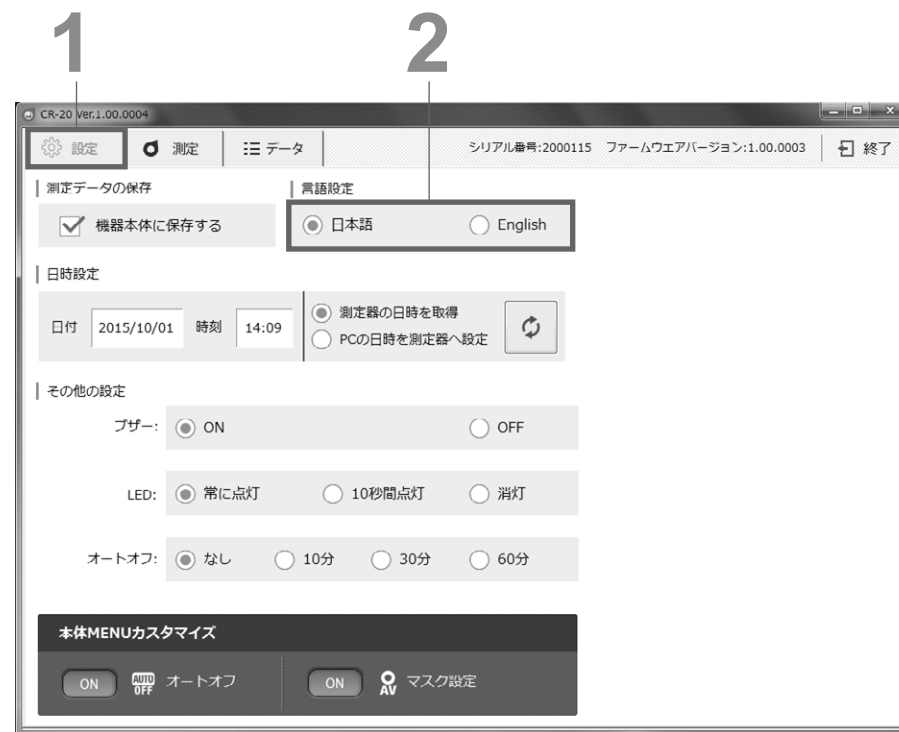 1 2
CR-20 Ver.1.00.0004
設定 測定 データ シリアル番号:2000115 ファームウエアバージョン:1.00.0003 終了
測定データの保存 言語設定
機器本体に保存する 日本語 English
日時設定
日付 2015/10/01 時刻 14:09 測定器の日時を取得
PCの日時を測定器へ設定
その他の設定
ブザー: ON OFF
LED: 常に点灯 10秒間点灯 消灯
オートオフ: なし 10分 30分 60分
本体MENUカスタマイズ
ON AUTO OFF オートオフ ON AV マスク設定